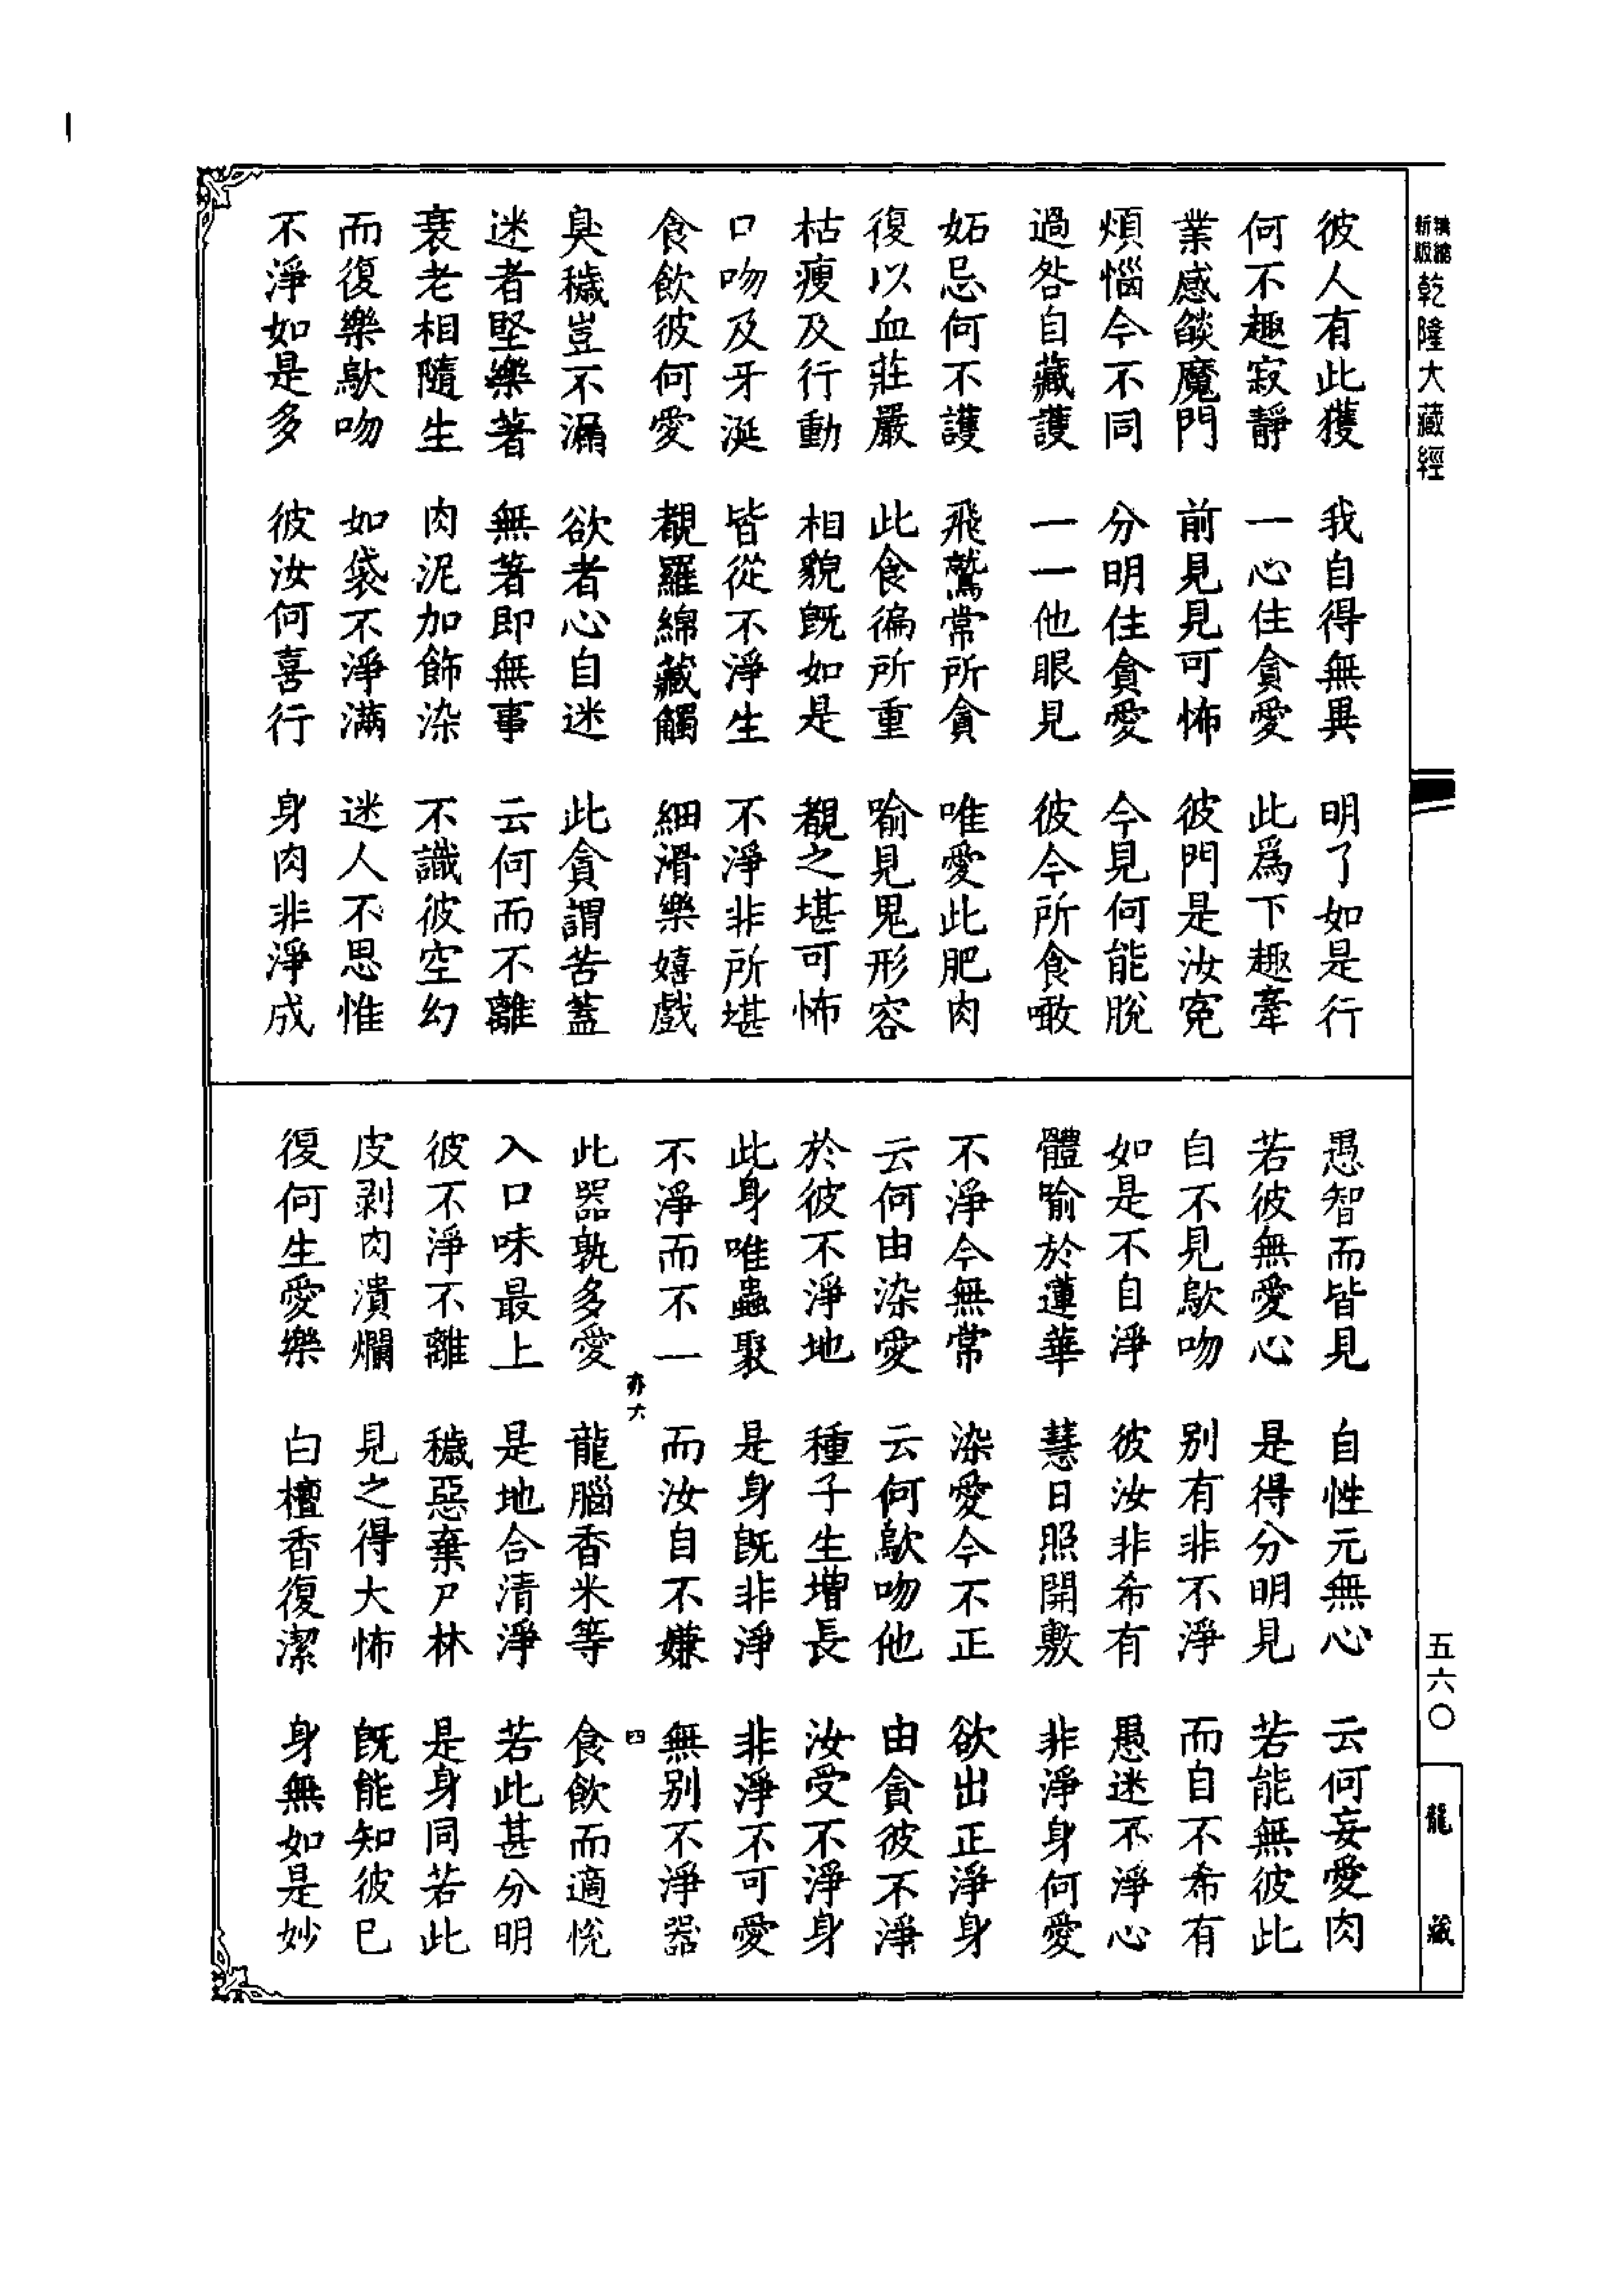 精縮新版乾隆大藏經
彼人有此獲　我自得無異　明了如是行
何不趣寂靜　一心住貪愛　此為下趣牽
業感燄魔門　前見見可怖　彼門是汝寃
煩惱今不同　分明住貪愛　今見何能脫
過咎自藏護　一一他眼見　彼今所食噉
妬忌何不護　飛鷲常所貪　唯愛此肥肉
復以血莊嚴　此食徧所重　喻見鬼形容
枯瘦及行動　相貌既如是　覩之堪可怖
口吻及牙涎　皆從不淨生　不淨非所堪
食飲彼何愛　覩羅綿藏觸　細滑樂嬉戲
臭穢豈不漏　欲者心自迷　此貪謂苦蓋
迷者堅樂著　無著即無事　云何而不離
衰老相隨生　肉泥加飾染　不識彼空幻
而復樂歍吻　如袋不淨滿　迷人不思惟
不淨如是多　彼汝何喜行　身肉非淨成
愚智而皆見　自性元無心　云何妄愛肉
若彼無愛心　是得分明見　若能無彼此
自不見歍吻　別有非不淨　而自不希有
如是不自淨　彼汝非希有　愚迷不淨心
體喻於蓮華　慧日照開敷　非淨身何愛
不淨今無常　染愛今不正　欲出正淨身
云何由染愛　云何歍吻他　由貪彼不淨
於彼不淨地　種子生增長　汝受不淨身
此身唯蟲聚　是身既非淨　非淨不可愛
不淨而不一　而汝自不嫌　無別不淨器
亦六　四
此器孰多愛　龍腦香米等　食飲而適悅
入口味最上　是地合清淨　若此甚分明
彼不淨不離　穢惡棄尸林　是身同若此
皮剥肉潰爛　見之得大怖　既能知彼巳
復何生愛樂　白檀香復潔　身無如是妙
五六〇
龍藏